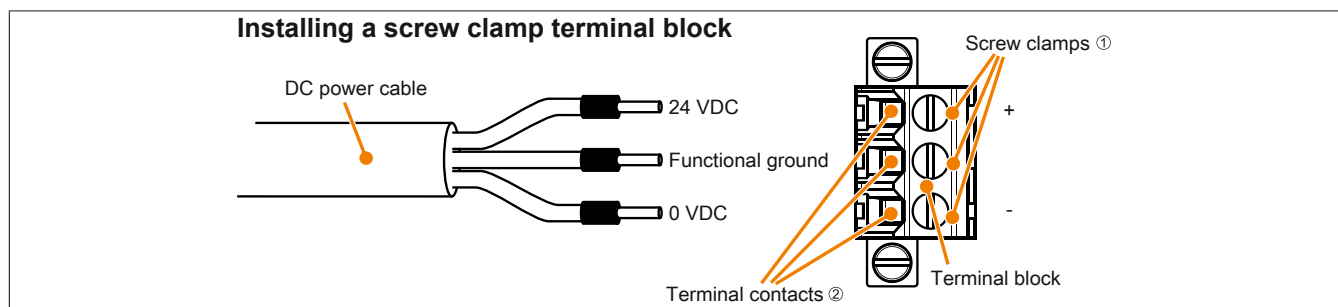 Installing a screw clamp terminal block
Screw clamps ①
DC power cable
24 VDC
+
Functional ground
0 VDC
-
Terminal block
Terminal contacts ②